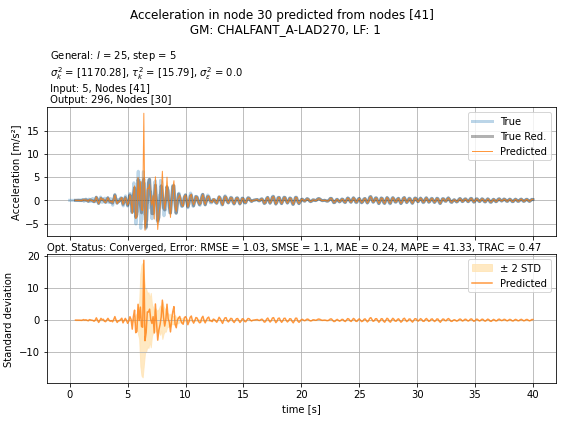 Acceleration in node 30 predicted from nodes [41]
GM: CHALFANT_A-LAD270, LF: 1
General: l = 25, step = 5
σ²ₖ = [1170.28], τ²ₖ = [15.79], σ²ε = 0.0
Input: 5, Nodes [41]
Output: 296, Nodes [30]
Acceleration [m/s²]
15
10
5
0
−5
True
True Red.
Predicted
Opt. Status: Converged, Error: RMSE = 1.03, SMSE = 1.1, MAE = 0.24, MAPE = 41.33, TRAC = 0.47
Standard deviation
20
10
0
−10
± 2 STD
Predicted
0 5 10 15 20 25 30 35 40
time [s]